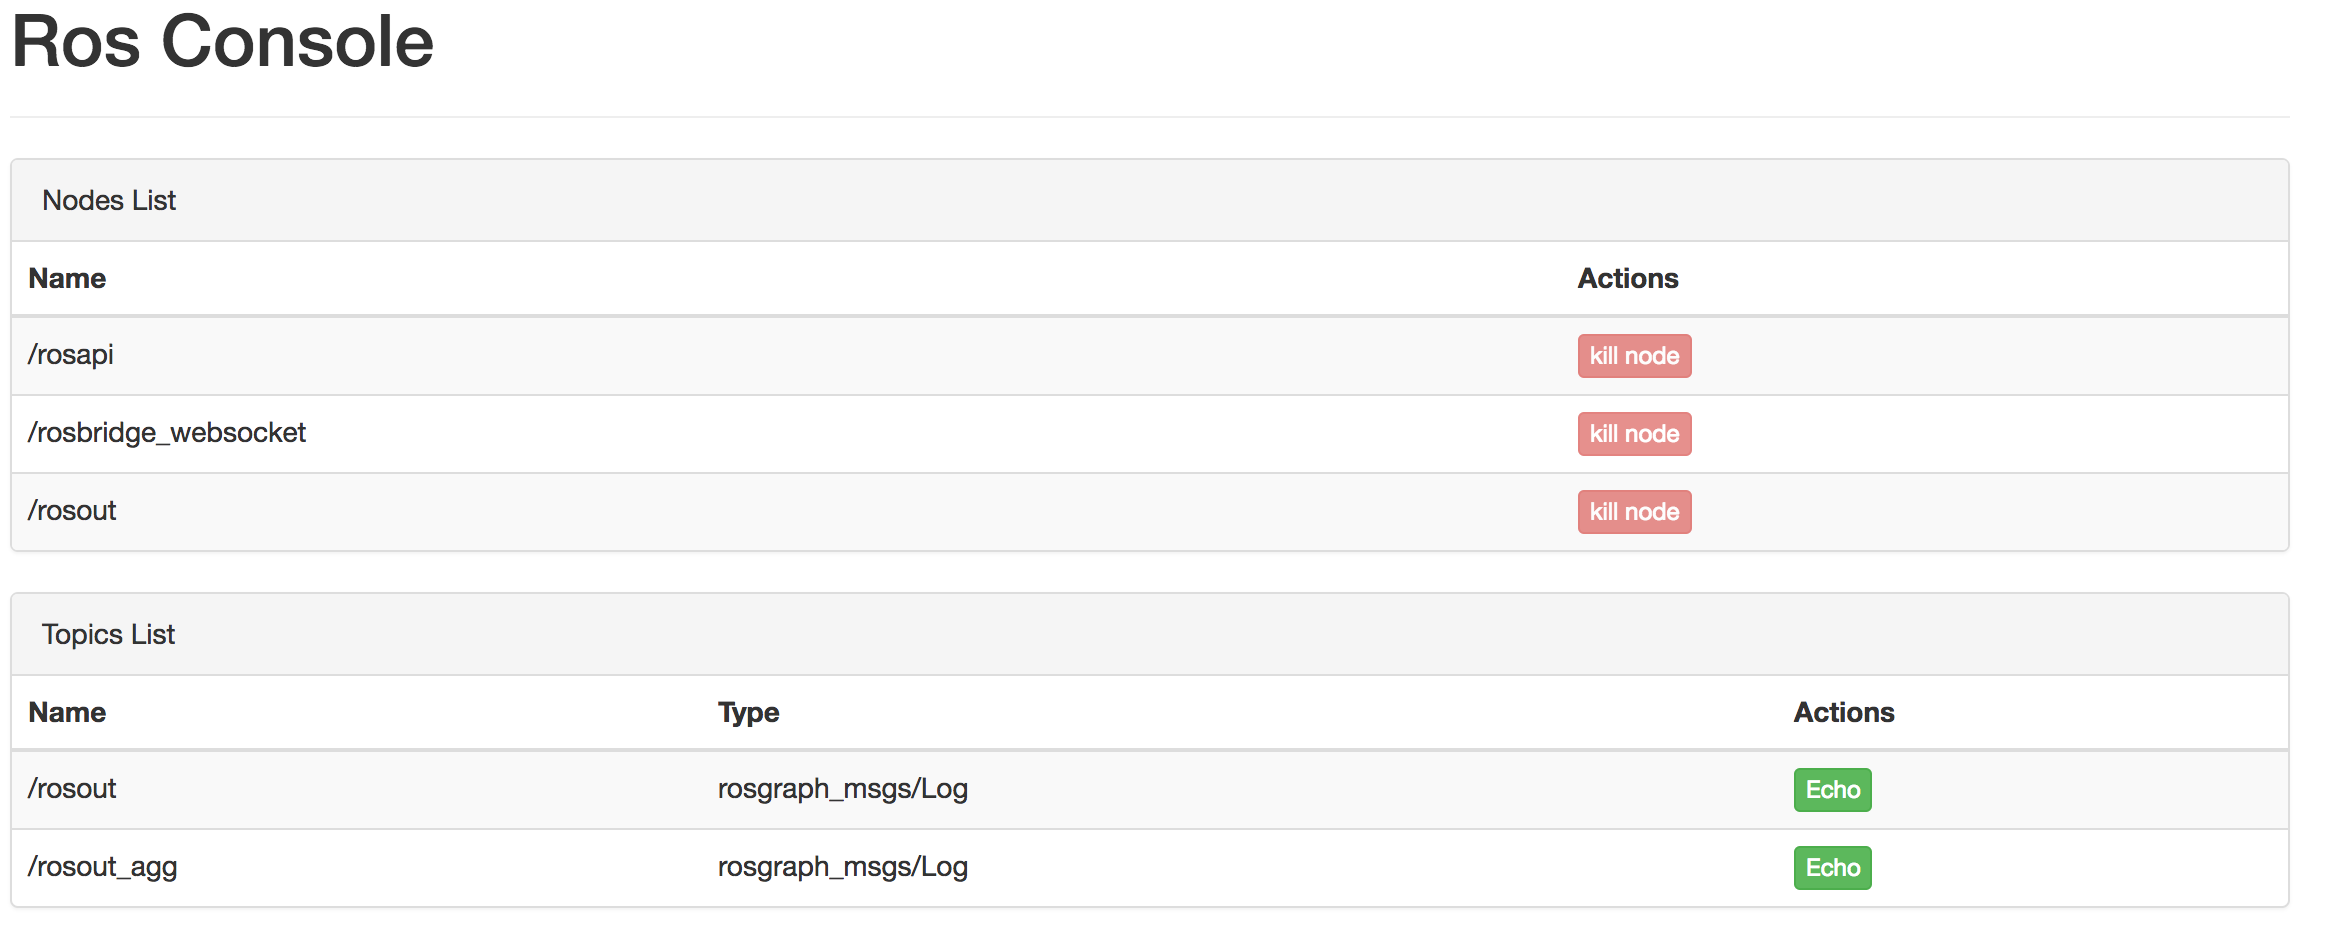 Ros Console
Nodes List
Name Actions
/rosapi kill node
/rosbridge_websocket kill node
/rosout kill node
Topics List
Name Type Actions
/rosout rosgraph_msgs/Log Echo
/rosout_agg rosgraph_msgs/Log Echo